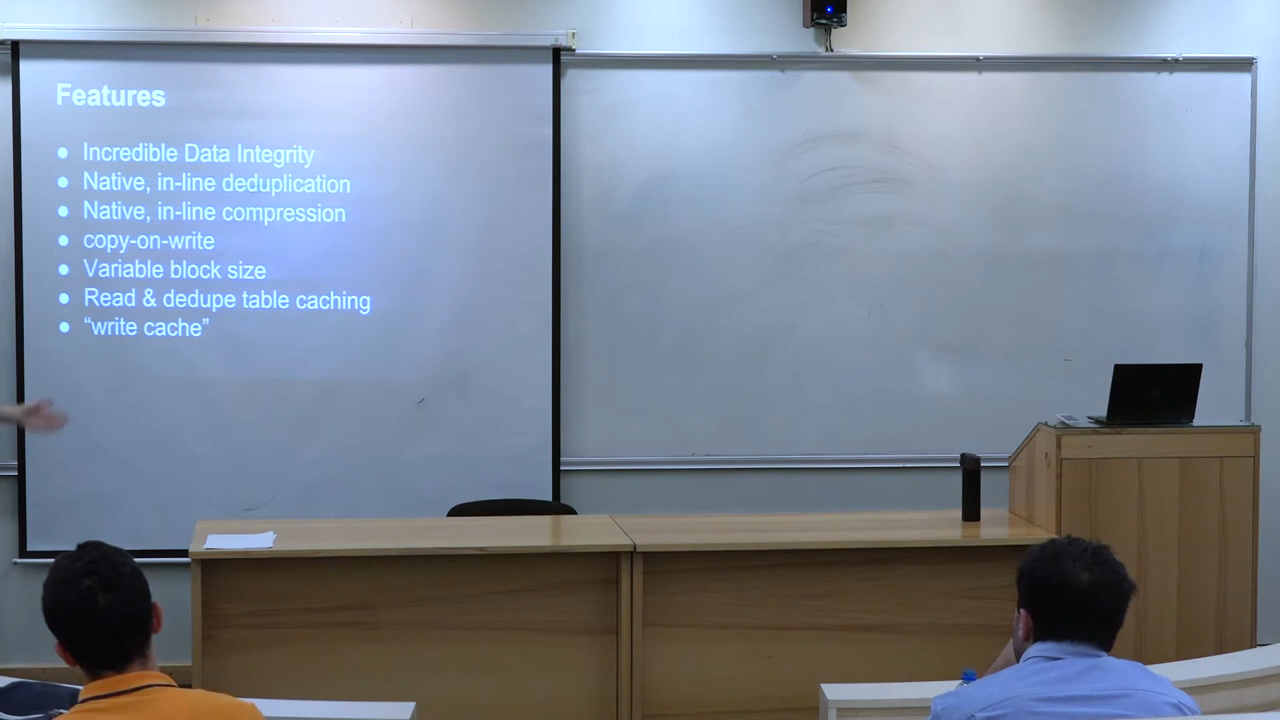 Features
● Incredible Data Integrity
● Native, in-line deduplication
● Native, in-line compression
● copy-on-write
● Variable block size
● Read & dedupe table caching
● “write cache”